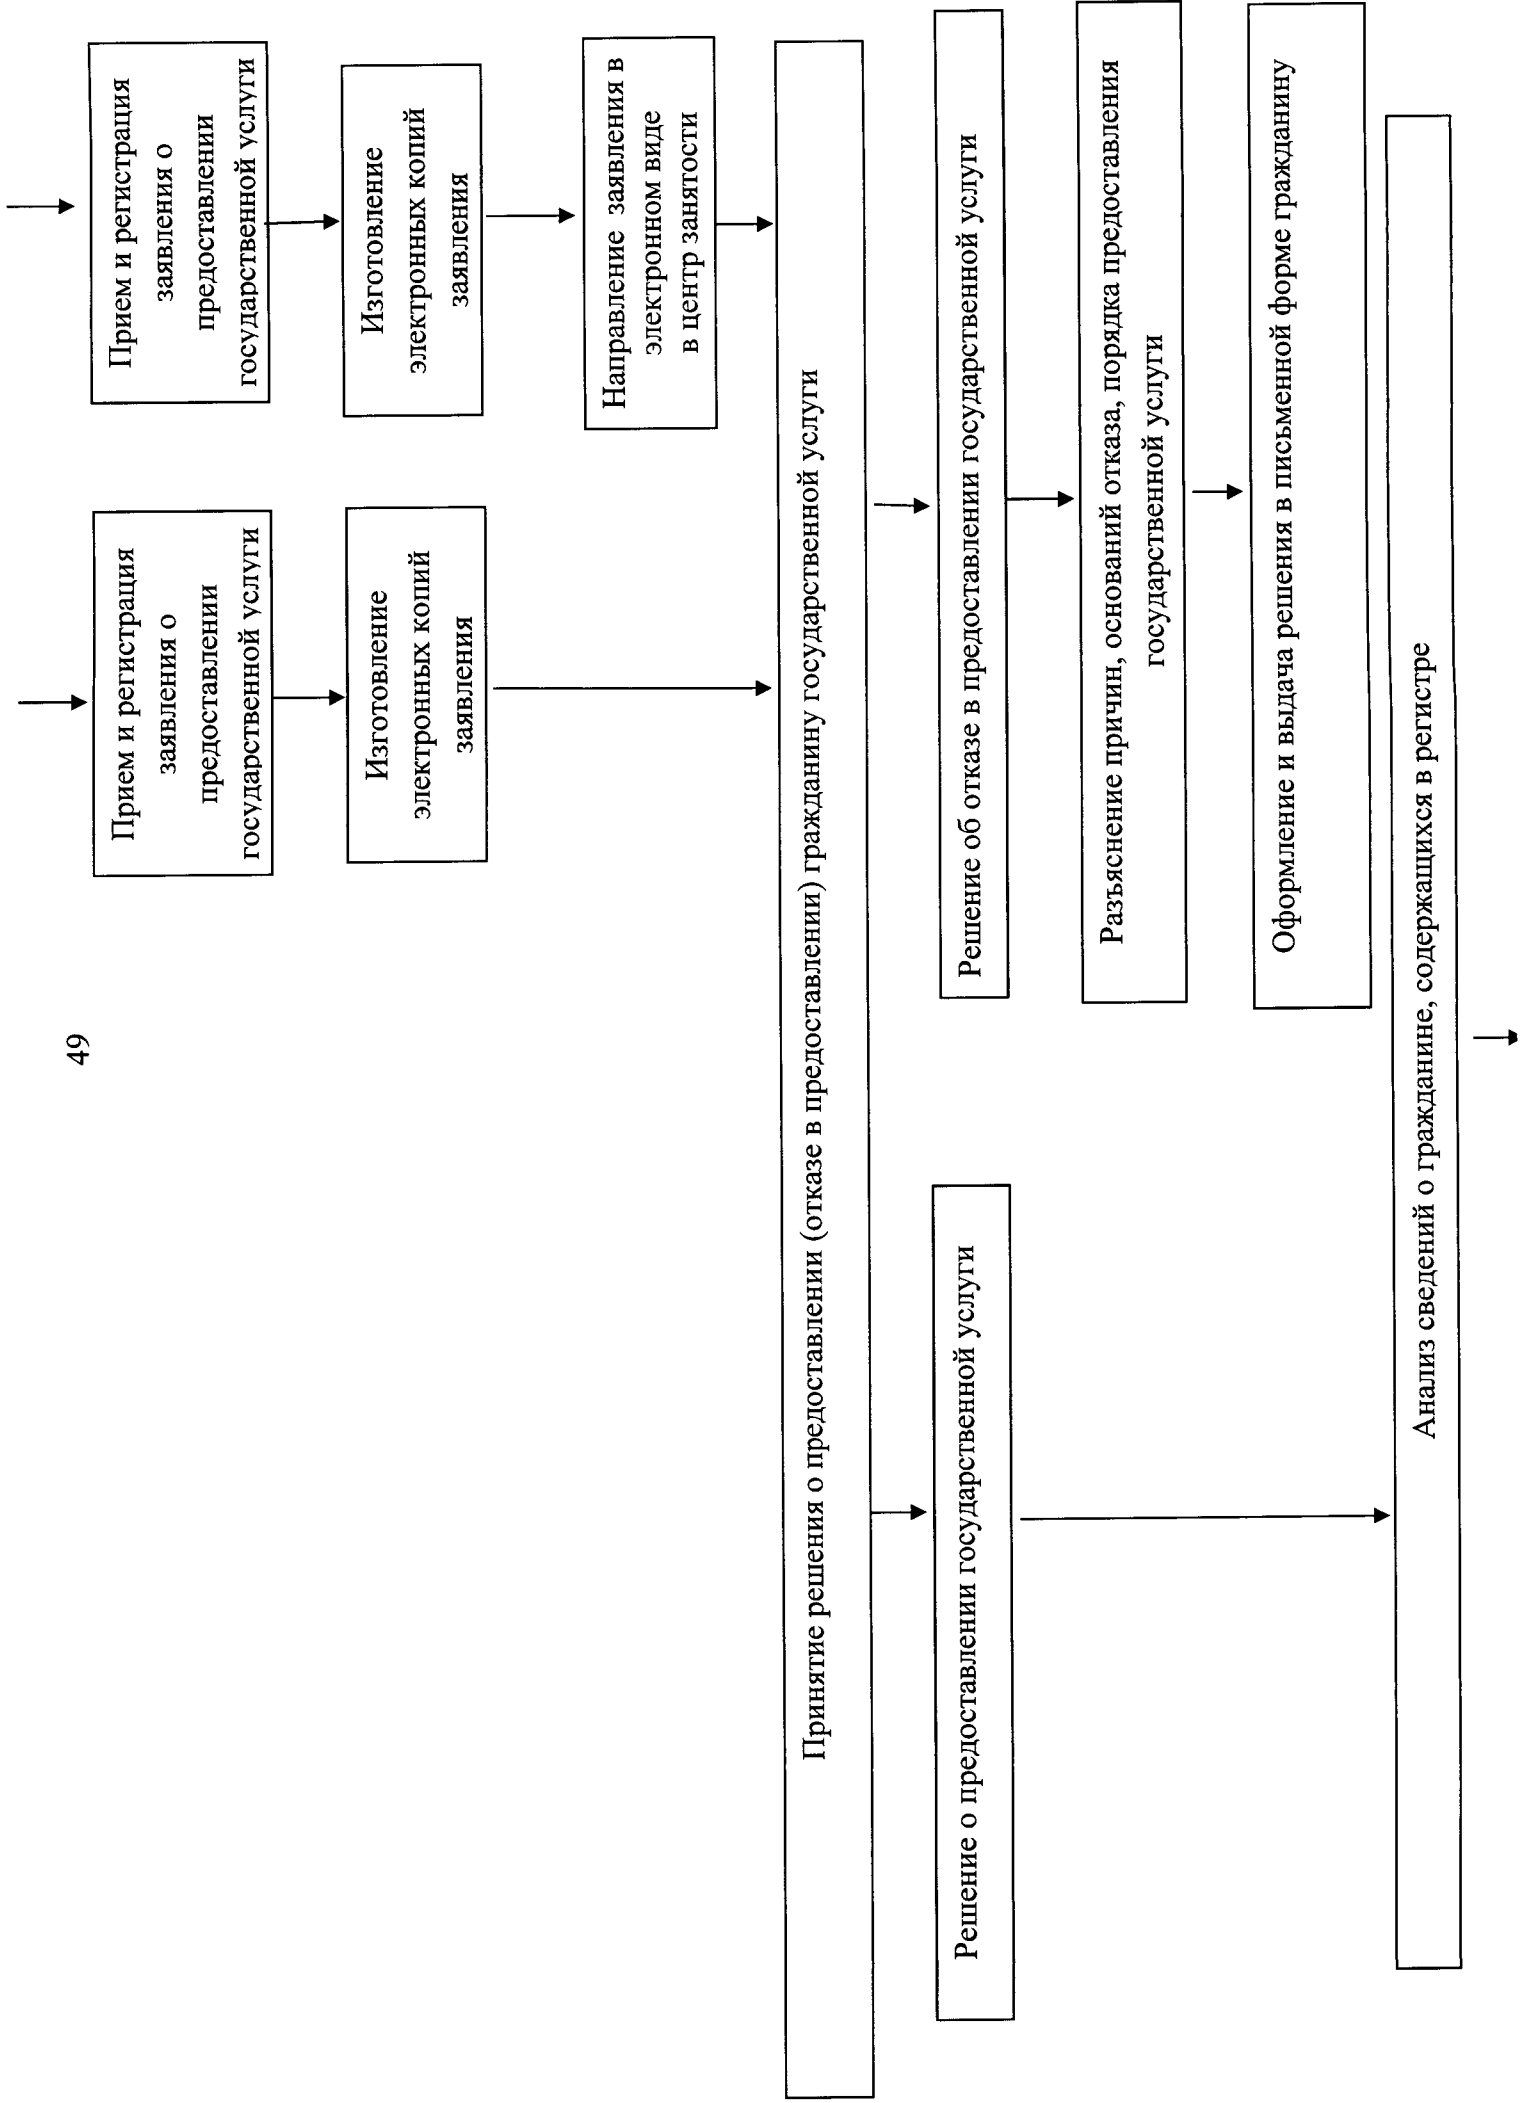 49
Прием и регистрация
заявления о
предоставлении
государственной услуги
Прием и регистрация
заявления о
предоставлении
государственной услуги
Изготовление
электронных копий
заявления
Изготовление
электронных копий
заявления
Направление заявления в
электронном виде
в центр занятости
Принятие решения о предоставлении (отказе в предоставлении) гражданину государственной услуги
Решение о предоставлении государственной услуги
Решение об отказе в предоставлении государственной услуги
Разъяснение причин, оснований отказа, порядка предоставления
государственной услуги
Оформление и выдача решения в письменной форме гражданину
Анализ сведений о гражданине, содержащихся в регистре